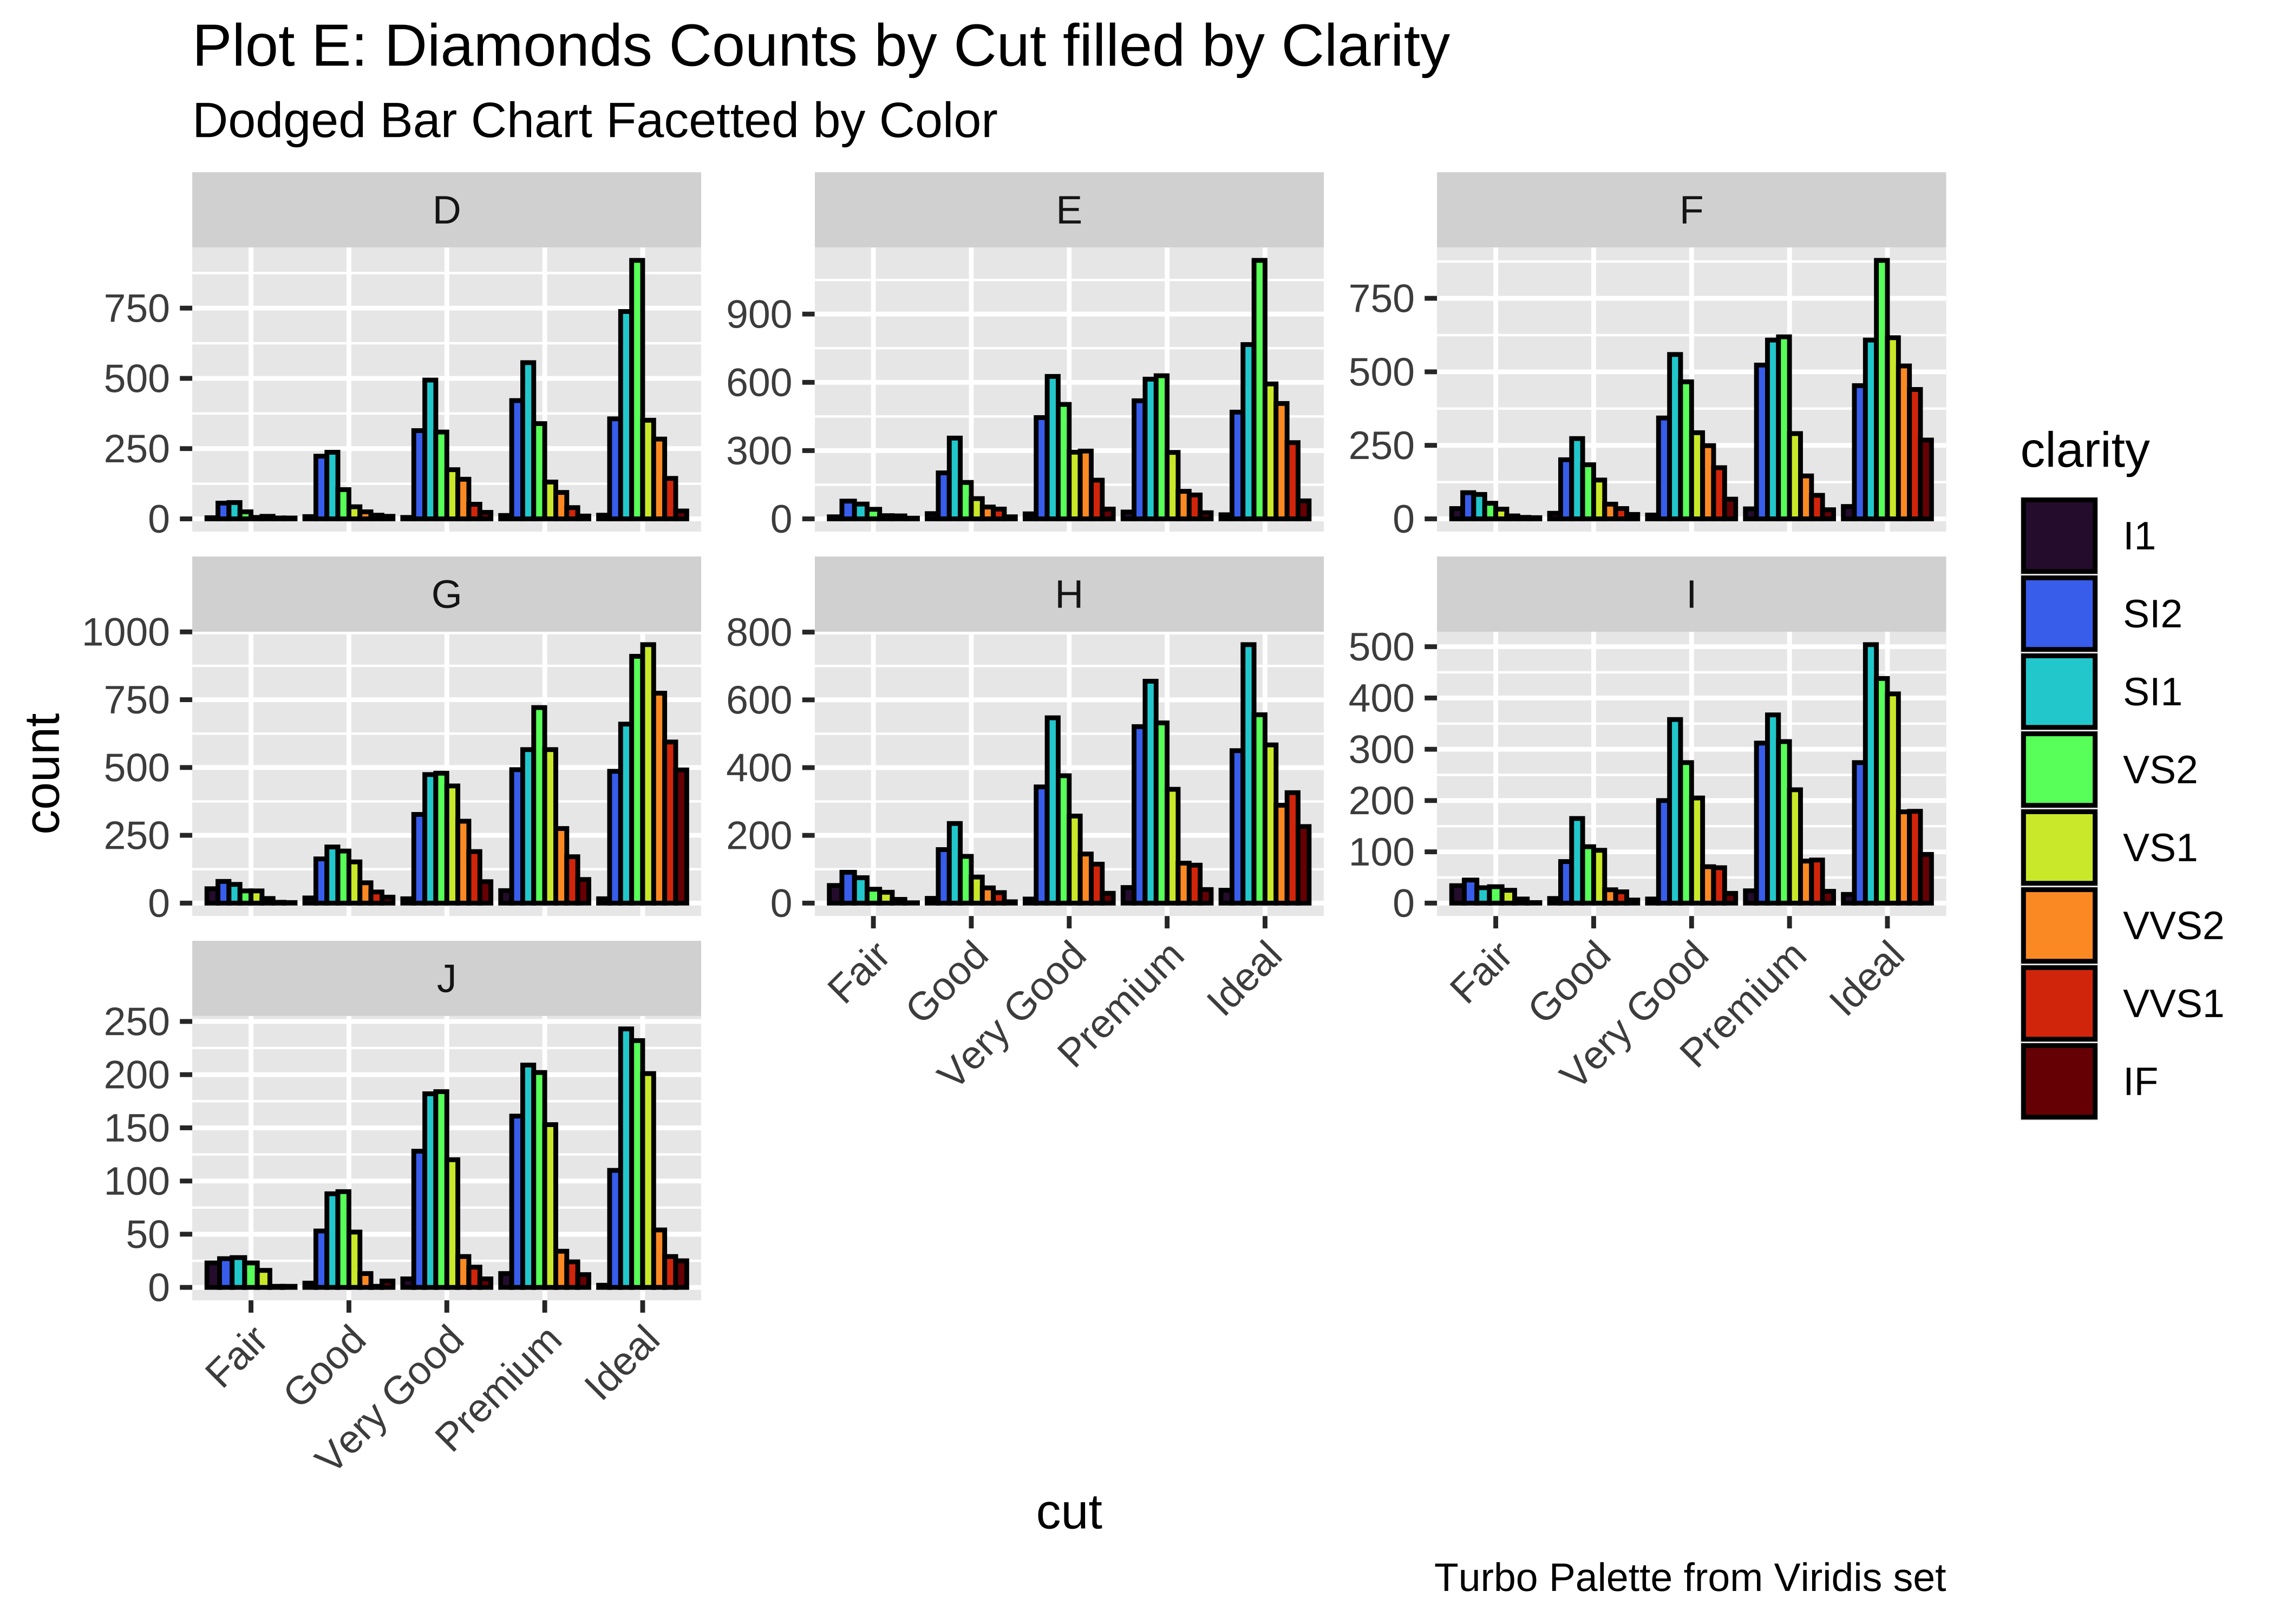 Plot E: Diamonds Counts by Cut filled by Clarity
Dodged Bar Chart Facetted by Color
D
E
F
750
500
250
0
900
600
300
0
750
500
250
0
G
H
I
1000
750
500
250
0
800
600
400
200
0
500
400
300
200
100
0
Fair
Good
Very Good
Premium
Ideal
Fair
Good
Very Good
Premium
Ideal
J
250
200
150
100
50
0
Fair
Good
Very Good
Premium
Ideal
count
cut
clarity
I1
SI2
SI1
VS2
VS1
VVS2
VVS1
IF
Turbo Palette from Viridis set